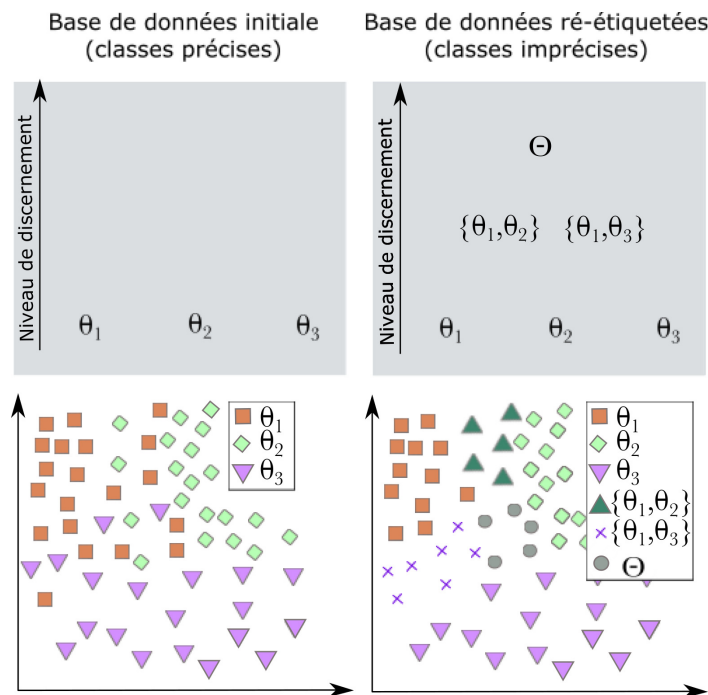 Base de données initiale
(classes précises)
Base de données ré-étiquetées
(classes imprécises)
Niveau de discernement
θ₁ θ₂ θ₃
Niveau de discernement
Θ
{θ₁,θ₂} {θ₁,θ₃}
θ₁ θ₂ θ₃
θ₁
θ₂
θ₃
θ₁
θ₂
θ₃
{θ₁,θ₂}
{θ₁,θ₃}
Θ